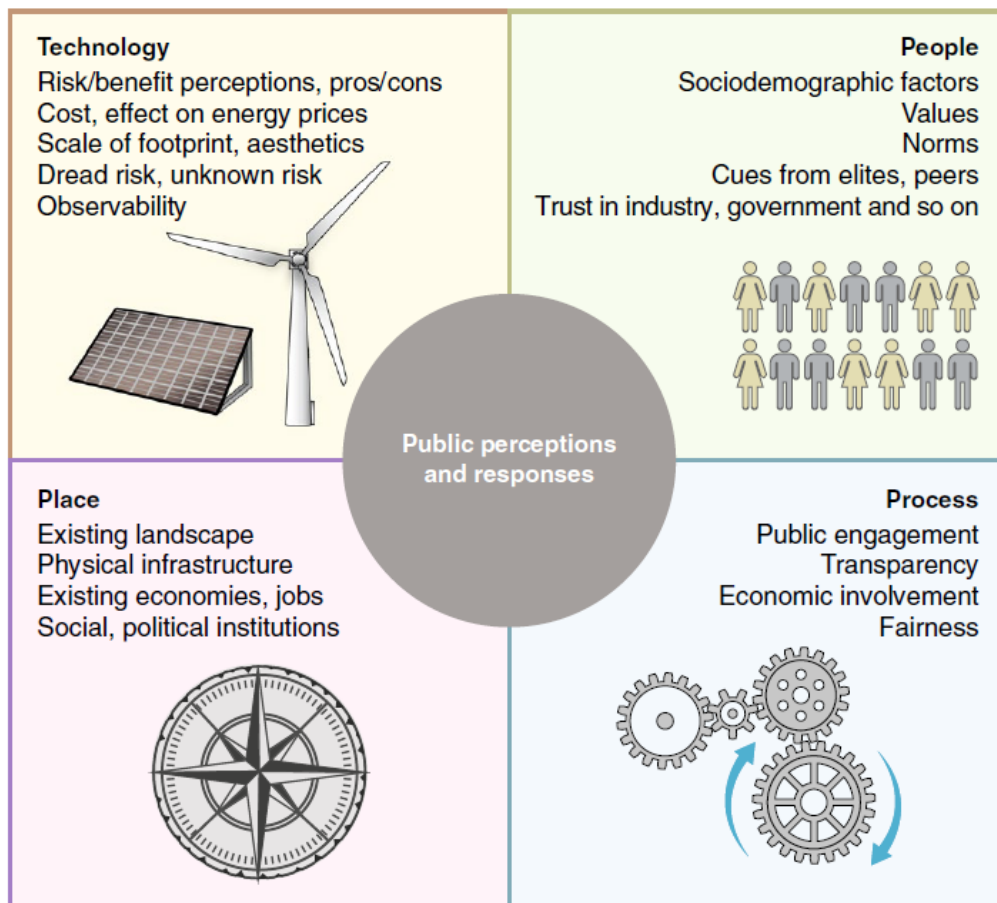 Technology
Risk/benefit perceptions, pros/cons
Cost, effect on energy prices
Scale of footprint, aesthetics
Dread risk, unknown risk
Observability
People
Sociodemographic factors
Values
Norms
Cues from elites, peers
Trust in industry, government and so on
Public perceptions
and responses
Place
Existing landscape
Physical infrastructure
Existing economies, jobs
Social, political institutions
Process
Public engagement
Transparency
Economic involvement
Fairness